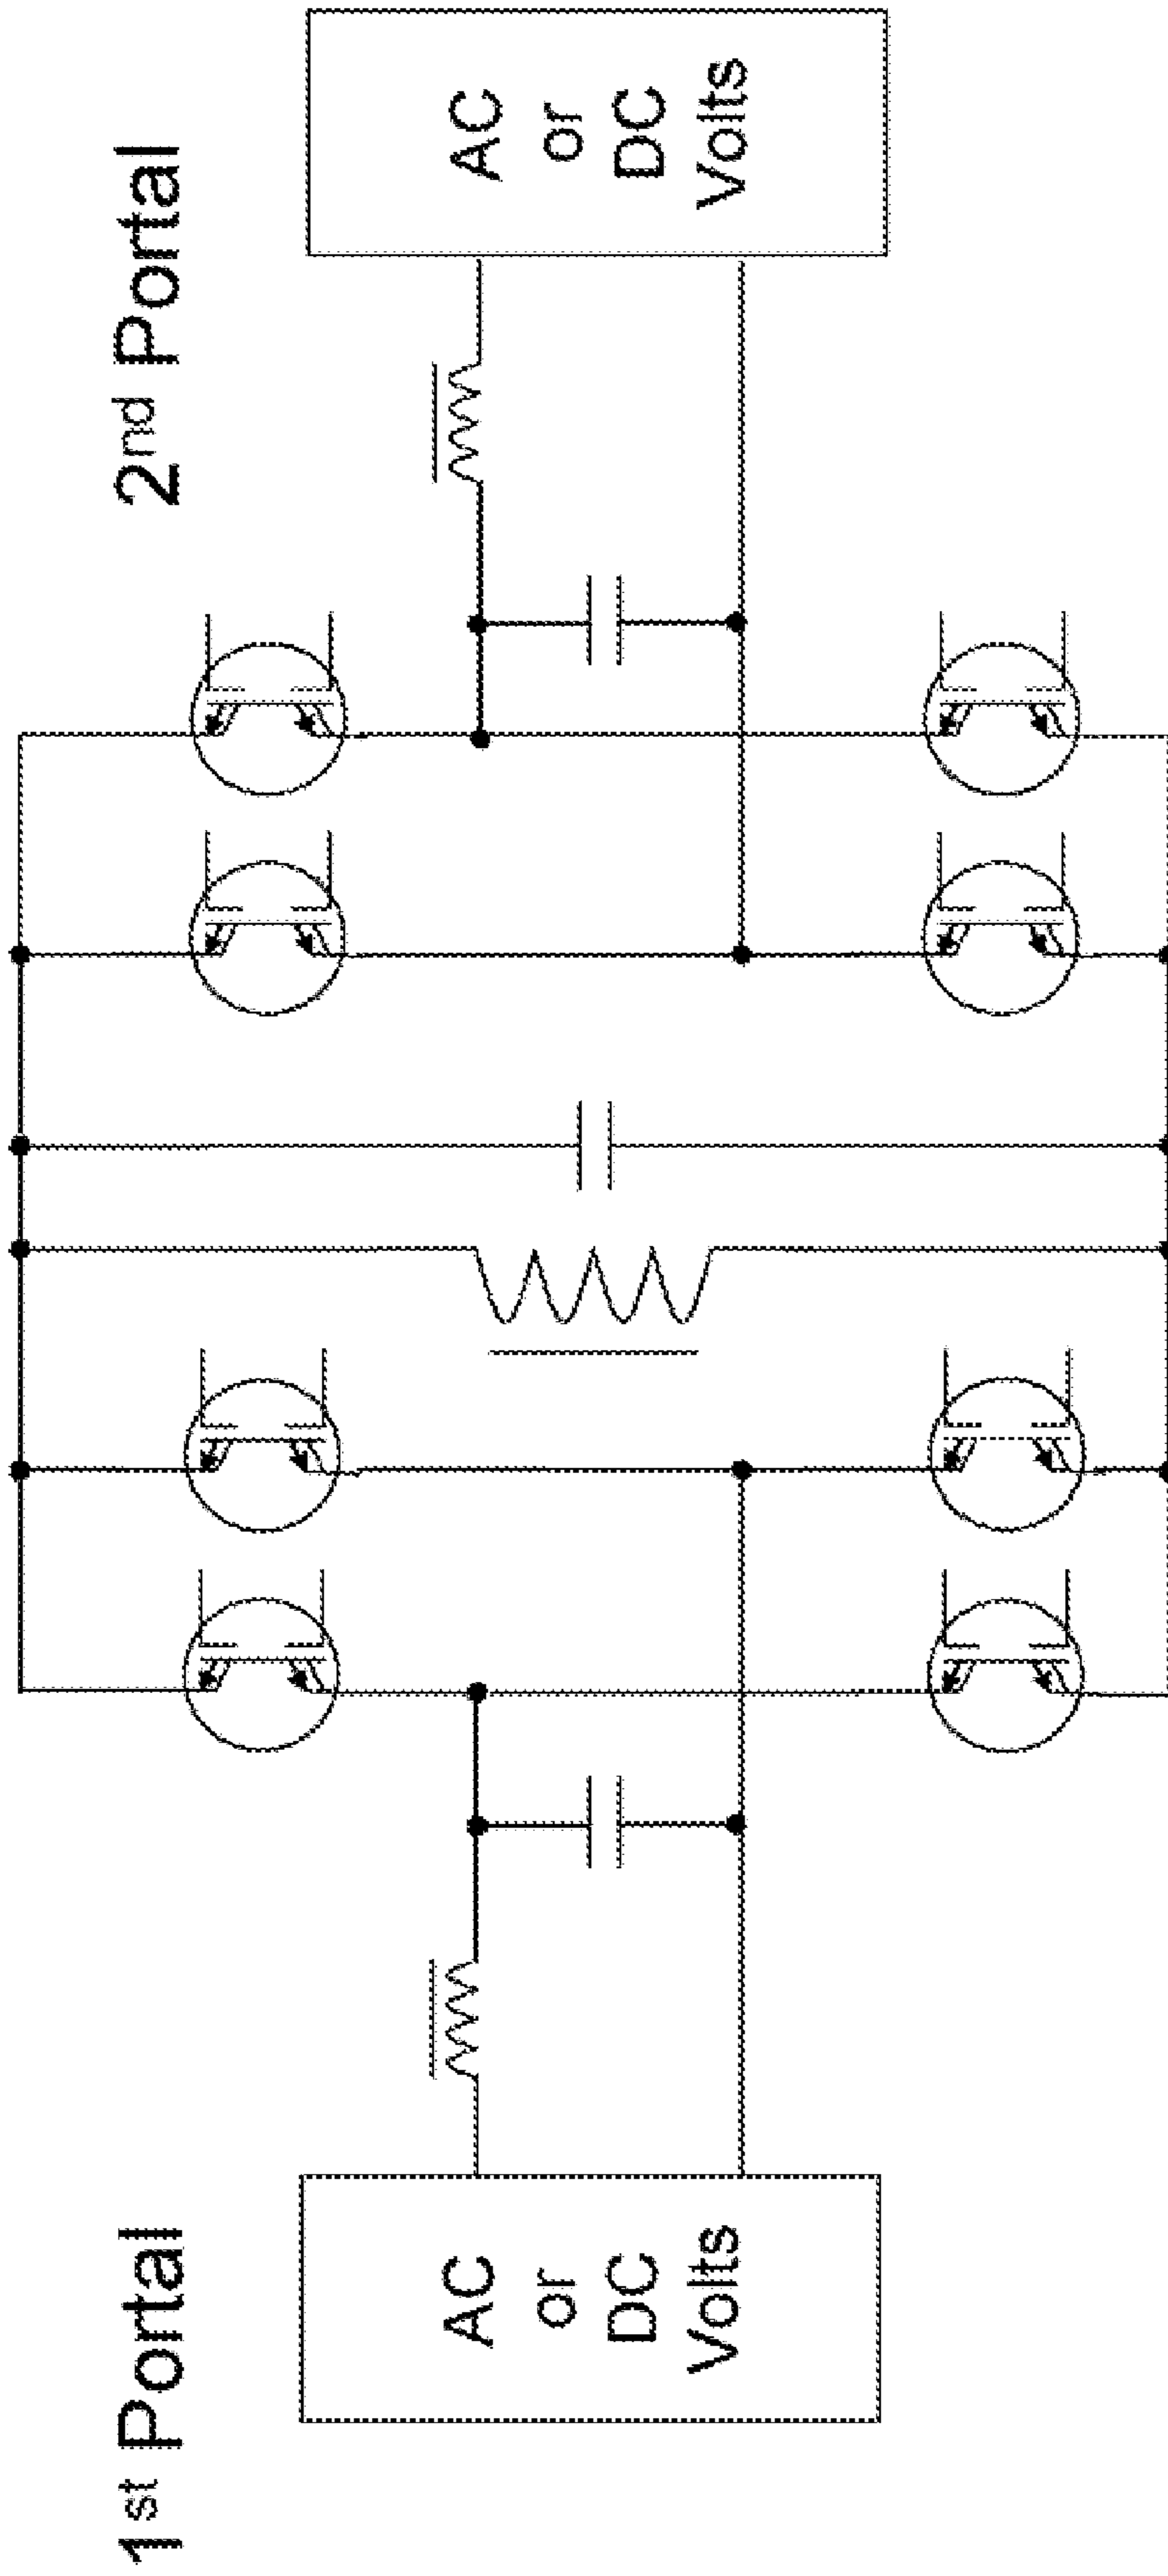 1st Portal
AC
or
DC
Volts
2nd Portal
AC
or
DC
Volts